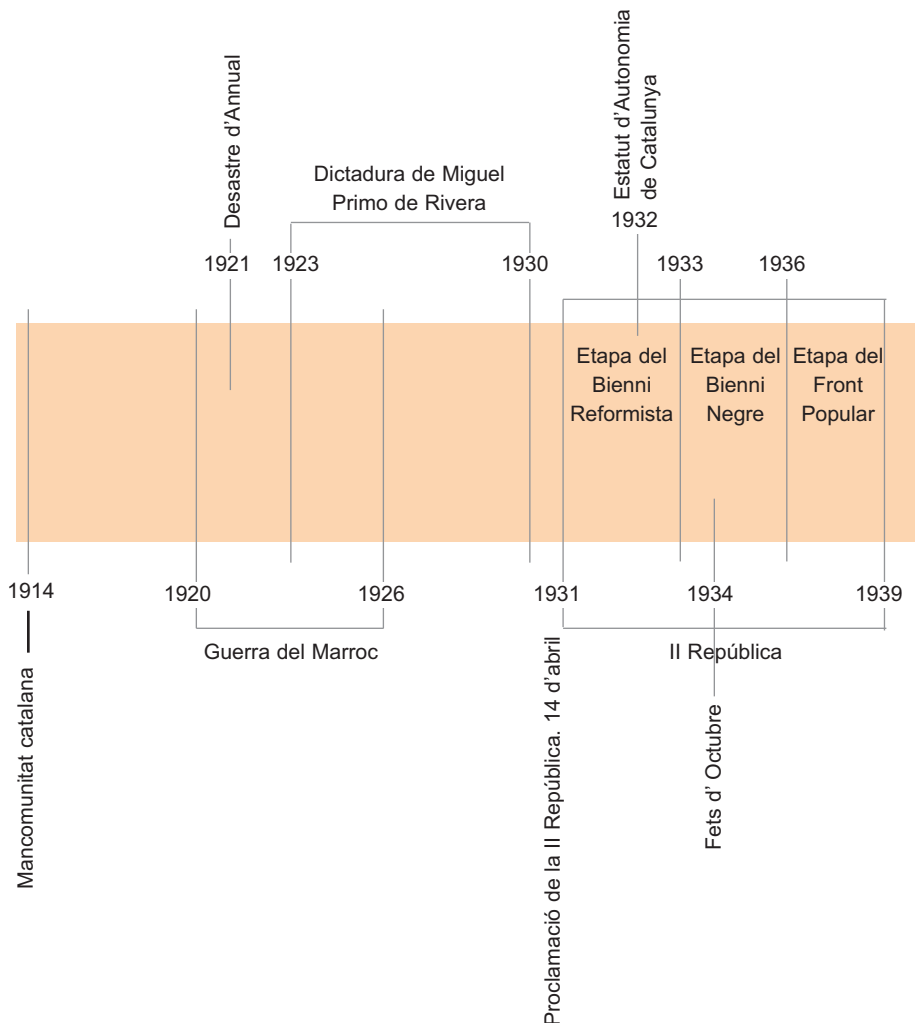 Desastre d'Annual
1921
Dictadura de Miguel
Primo de Rivera
1923
1930
Estatut d'Autonomia
de Catalunya
1932
1933
1936
Etapa del
Bienni
Reformista
Etapa del
Bienni
Negre
Etapa del
Front
Popular
1914
Mancomunitat catalana
1920
1926
Guerra del Marroc
1931
Proclamació de la II República. 14 d'abril
1934
1939
II República
Fets d' Octubre